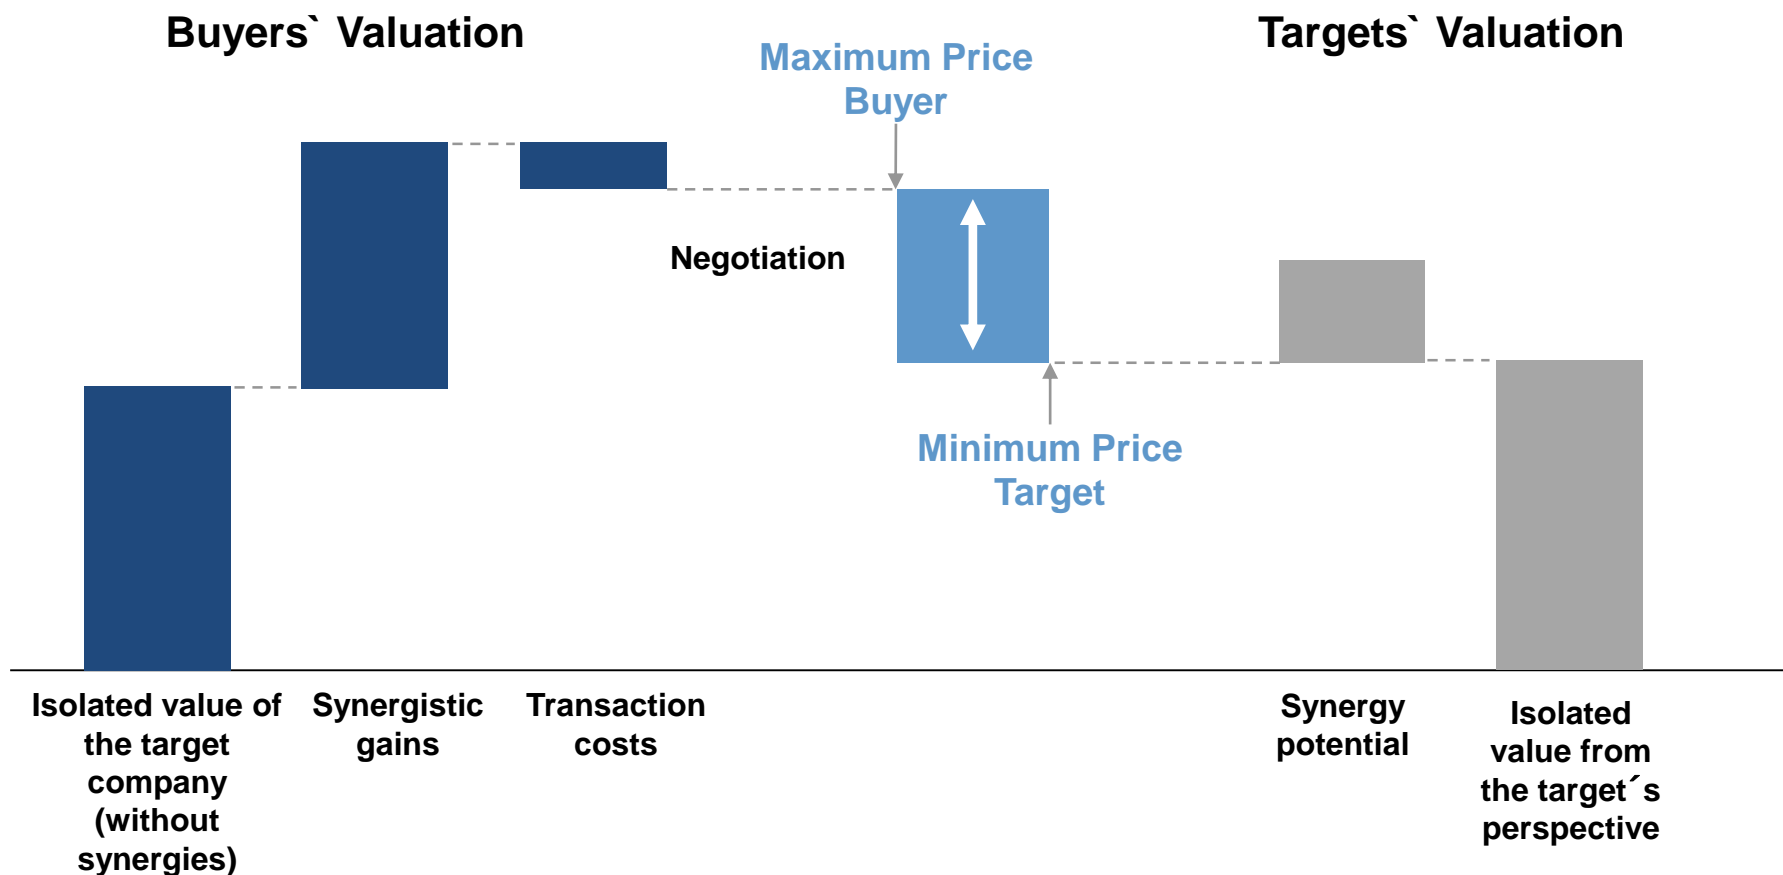 Buyers` Valuation
Targets` Valuation
Maximum Price
Buyer
Negotiation
Minimum Price
Target
Isolated value of
the target
company
(without
synergies)
Synergistic
gains
Transaction
costs
Synergy
potential
Isolated
value from
the target´s
perspective